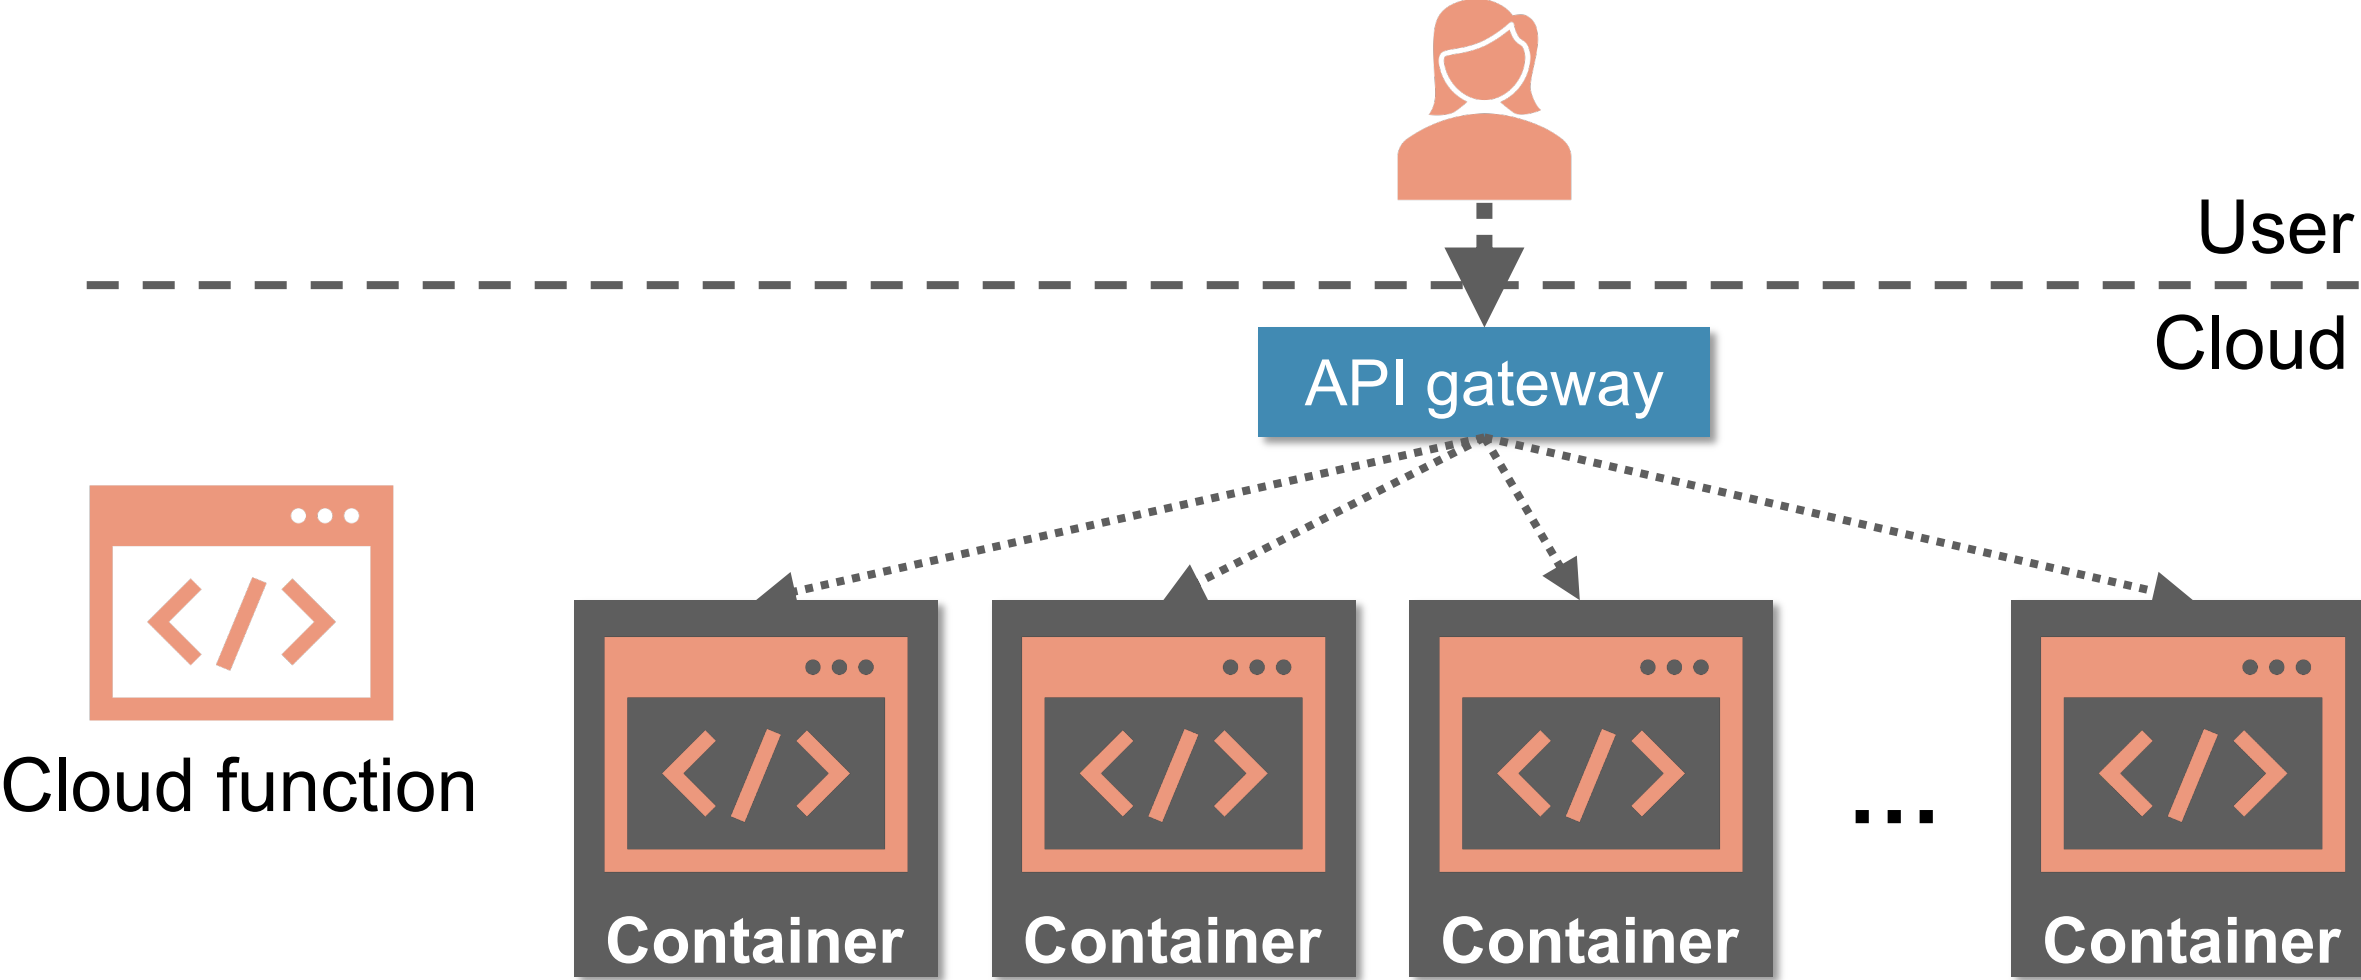 User
Cloud
API gateway
</>
Cloud function
</>
</>
</>
...
</>
Container
Container
Container
Container